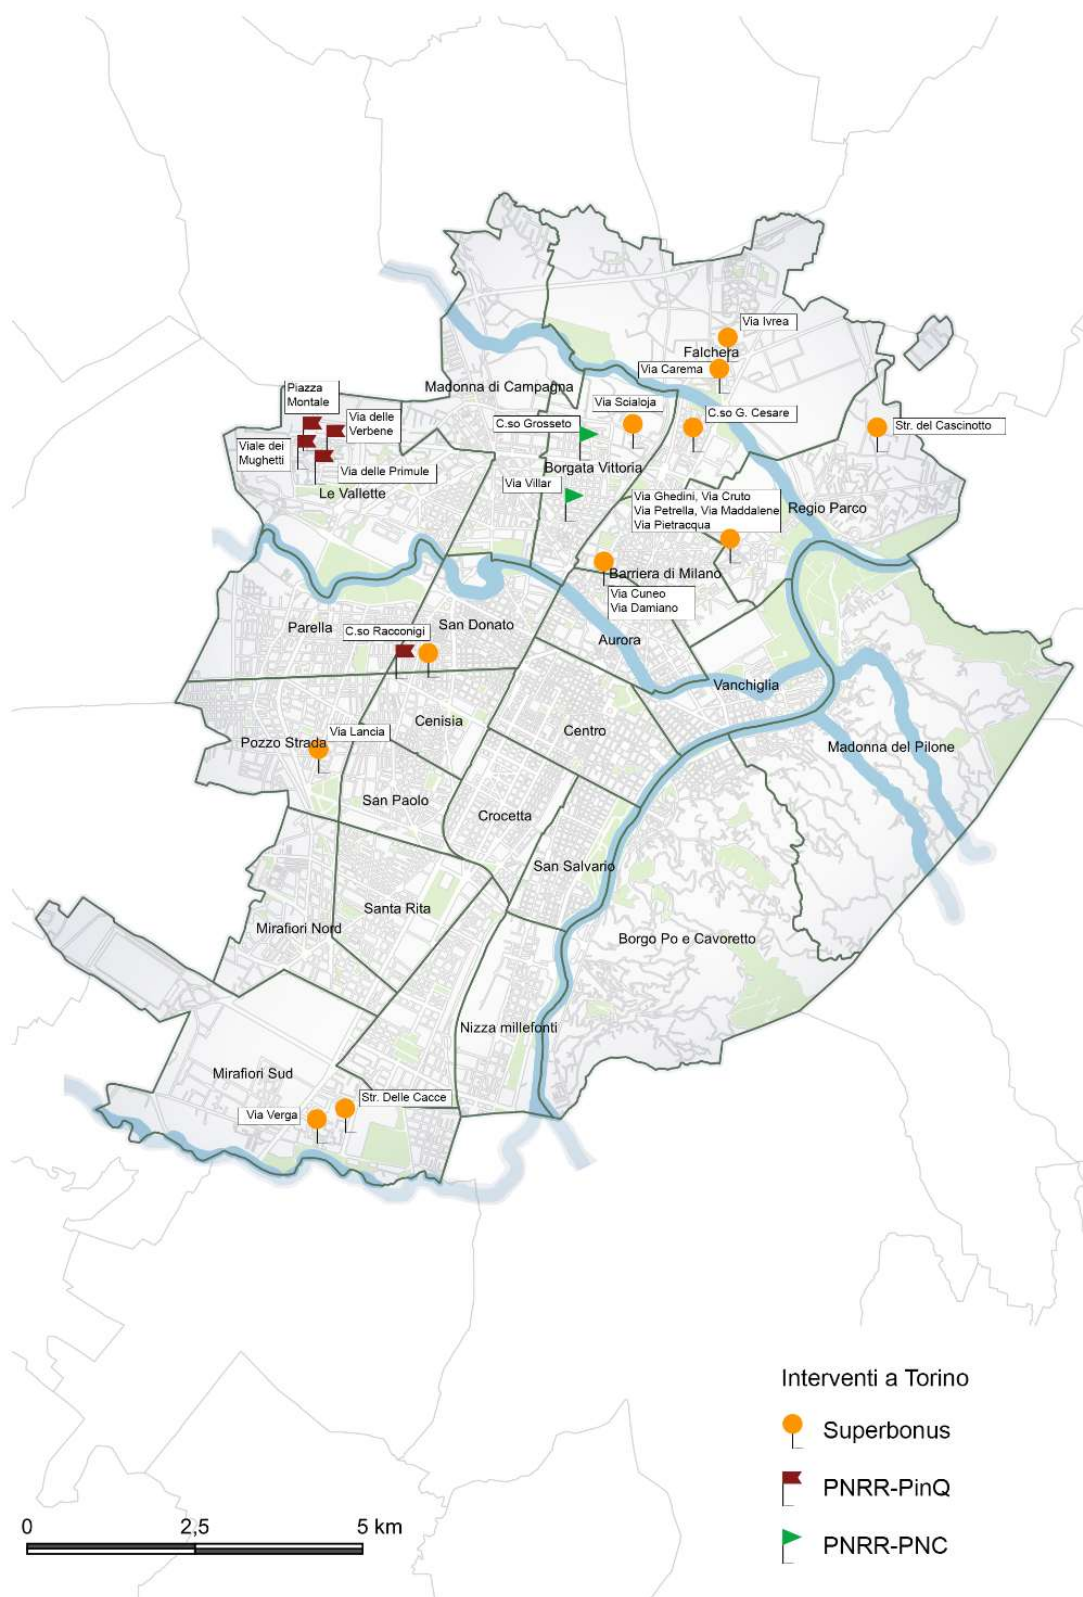 Via Ivrea
Falchera
Via Carema
Piazza
Montale
Madonna di Campagna
Via Scialoja
C.so G. Cesare
Via delle
Verbene
C.so Grosseto
Str. del Cascinotto
Viale dei
Mughetti
Via delle Primule
Borgata Vittoria
Le Vallette
Via Villar
Via Ghedini, Via Cruto
Via Petrella, Via Maddalene
Via Pietracqua
Regio Parco
Barriera di Milano
Via Cuneo
Via Damiano
Parella
C.so Racconigi
San Donato
Aurora
Vanchiglia
Cenisia
Centro
Via Lancia
Pozzo Strada
Madonna del Pilone
San Paolo
Crocetta
San Salvario
Santa Rita
Mirafiori Nord
Borgo Po e Cavoretto
Nizza millefonti
Mirafiori Sud
Str. Delle Cacce
Via Verga
Interventi a Torino
Superbonus
PNRR-PinQ
PNRR-PNC
0 2,5 5 km